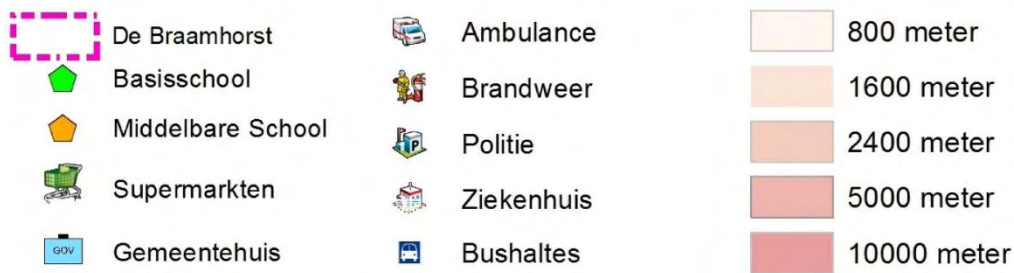 De Braamhorst
Basisschool
Middelbare School
Supermarkten
GOV Gemeentehuis
Ambulance
Brandweer
P Politie
Ziekenhuis
Bushaltes
800 meter
1600 meter
2400 meter
5000 meter
10000 meter